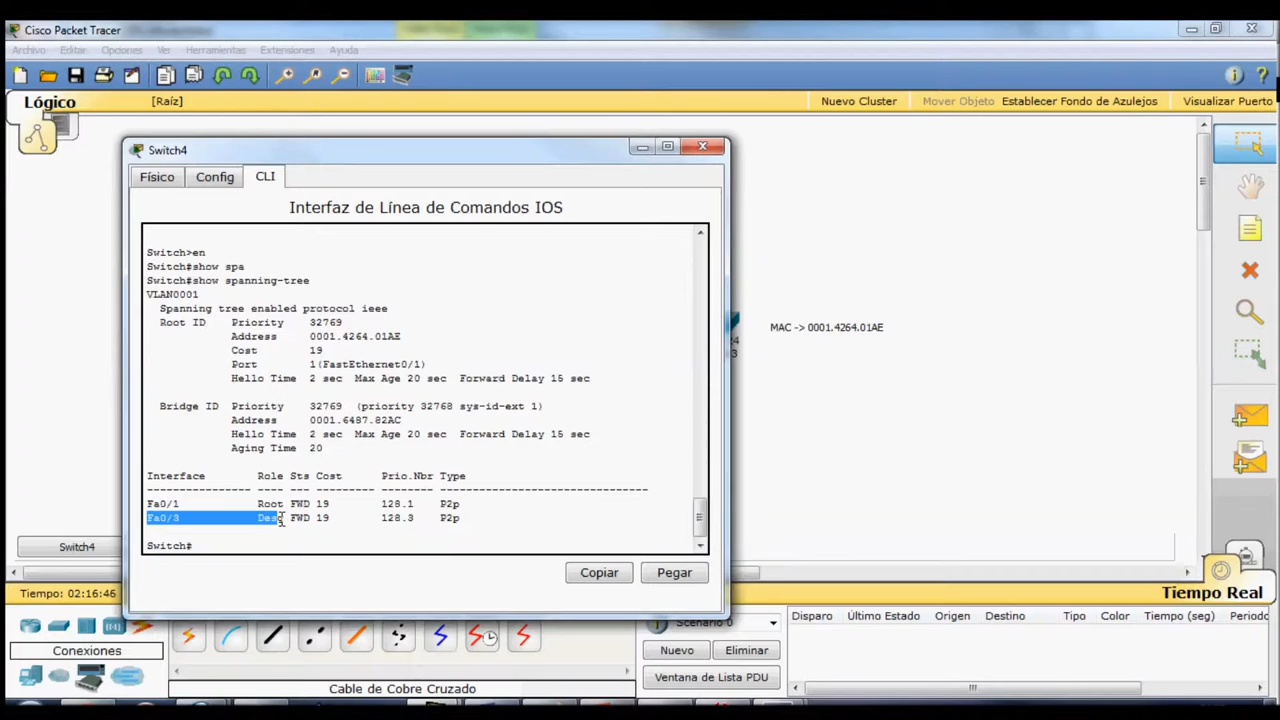 Cisco Packet Tracer
Archivo Editar Opciones Ver Herramientas Extensiones Ayuda
Lógico [Raíz] Nuevo Cluster Mover Objeto Establecer Fondo de Azulejos Visualizar Puerto
Switch4
Físico Config CLI
Interfaz de Línea de Comandos IOS
Switch>en
Switch#show spa
Switch#show spanning-tree
VLAN0001
Spanning tree enabled protocol ieee
Root ID Priority 32769
Address 0001.4264.01AE
Cost 19
Port 1(FastEthernet0/1)
Hello Time 2 sec Max Age 20 sec Forward Delay 15 sec
Bridge ID Priority 32769 (priority 32768 sys-id-ext 1)
Address 0001.6487.82AC
Hello Time 2 sec Max Age 20 sec Forward Delay 15 sec
Aging Time 20
Interface Role Sts Cost Prio.Nbr Type
---------------- ---- --- --------- -------- --------------------------------
Fa0/1 Root FWD 19 128.1 P2p
Fa0/3 Desg FWD 19 128.3 P2p
Switch#
Copiar Pegar
24
3
MAC -> 0001.4264.01AE
Switch4
Tiempo: 02:16:46
Tiempo Real
Conexiones
Cable de Cobre Cruzado
Scenario 0
Nuevo Eliminar
Ventana de Lista PDU
Disparo Último Estado Origen Destino Tipo Color Tiempo (seg) Periodo